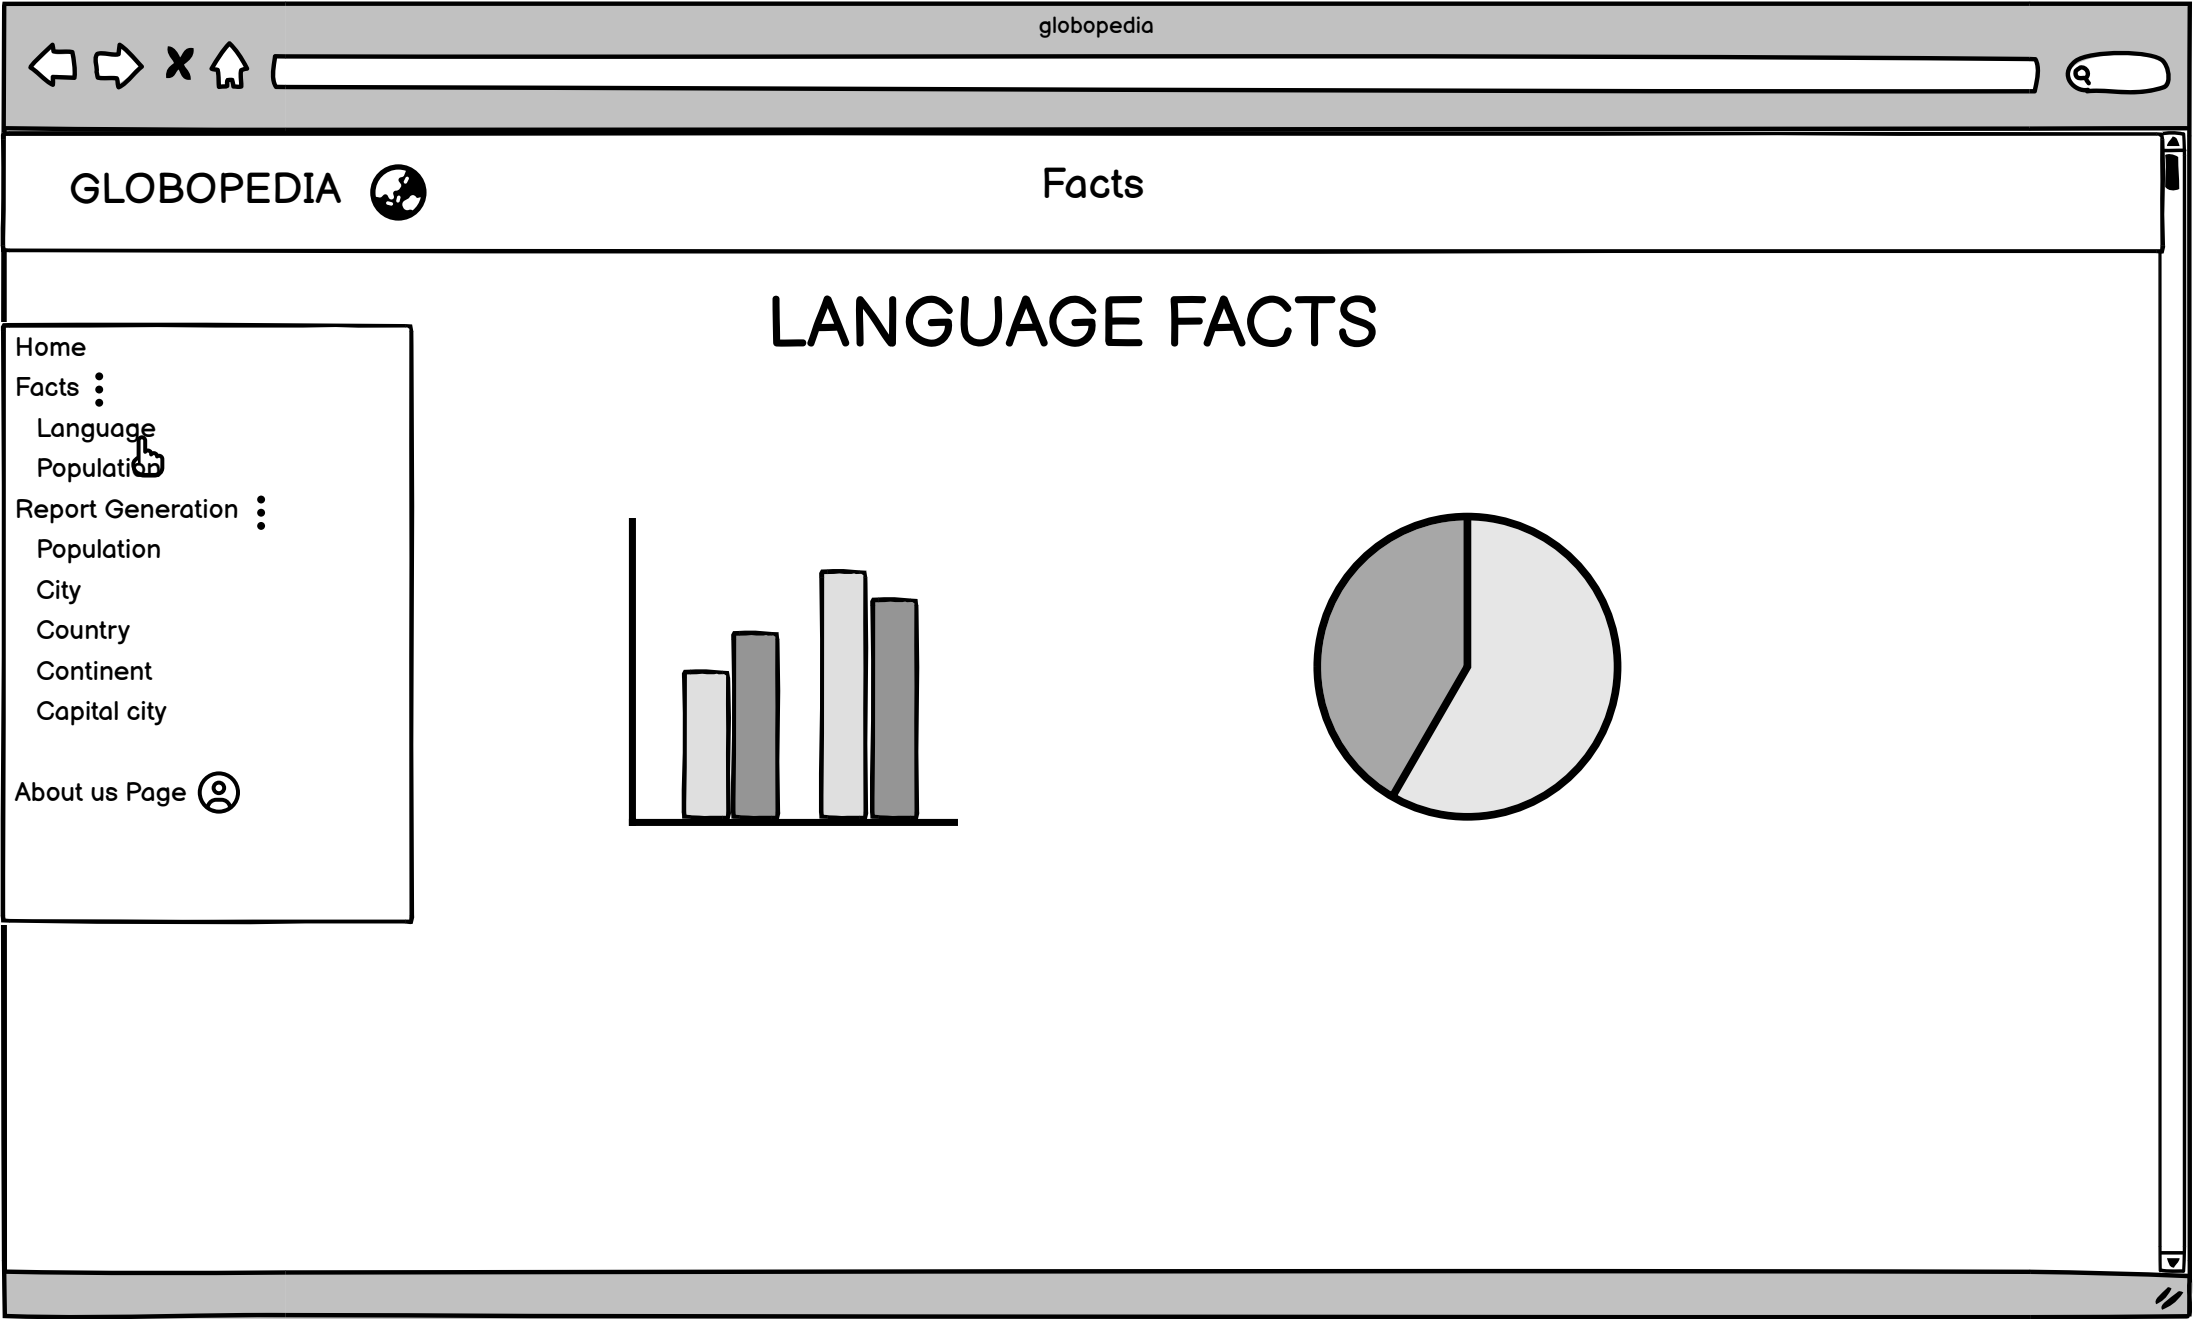 globopedia
GLOBOPEDIA
Facts
LANGUAGE FACTS
Home
Facts
Language
Population
Report Generation
Population
City
Country
Continent
Capital city
About us Page